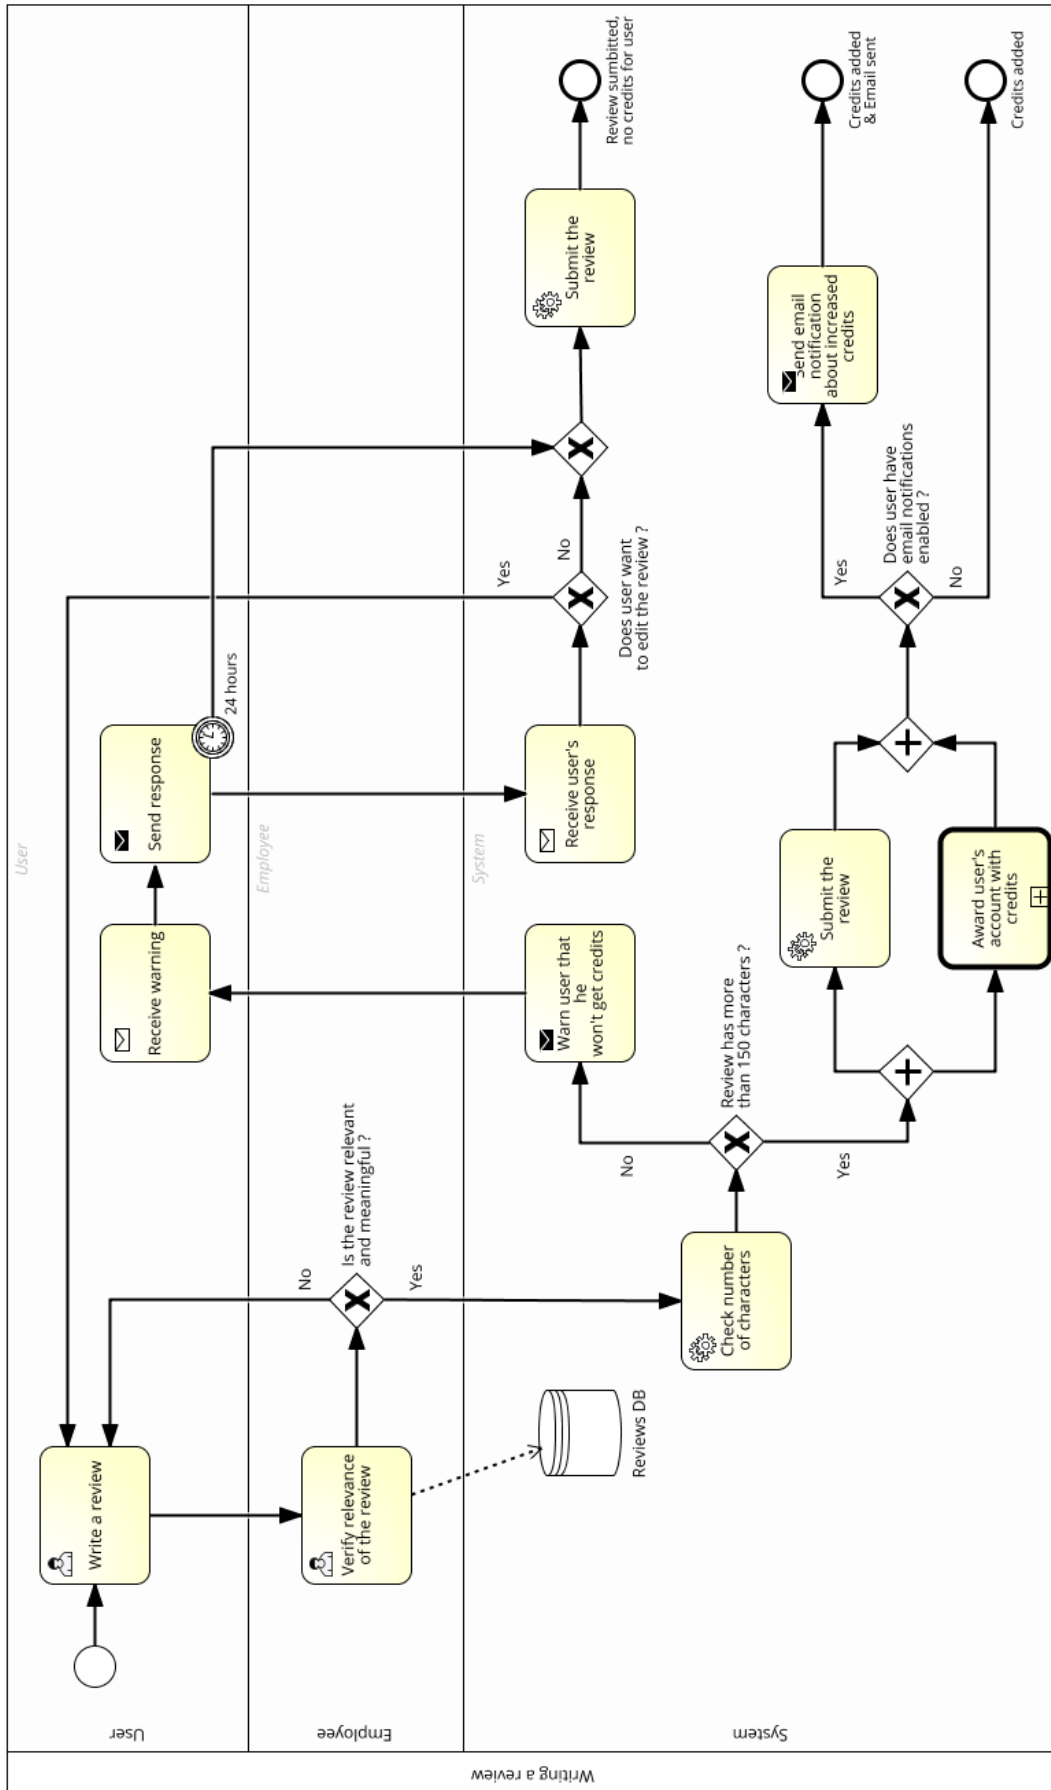 Writing a review
User
Employee
System
User
Employee
System
Write a review
Verify relevance
of the review
Reviews DB
No
Yes
Is the review relevant
and meaningful ?
Check number
of characters
No
Yes
Review has more
than 150 characters ?
Warn user that
he
won't get credits
Receive warning
Send response
24 hours
Receive user's
response
Yes
No
Does user want
to edit the review ?
Submit the
review
Review sumbitted,
no credits for user
Submit the
review
Award user's
account with
credits
Yes
No
Does user have
email notifications
enabled ?
Send email
notification
about increased
credits
Credits added
& Email sent
Credits added